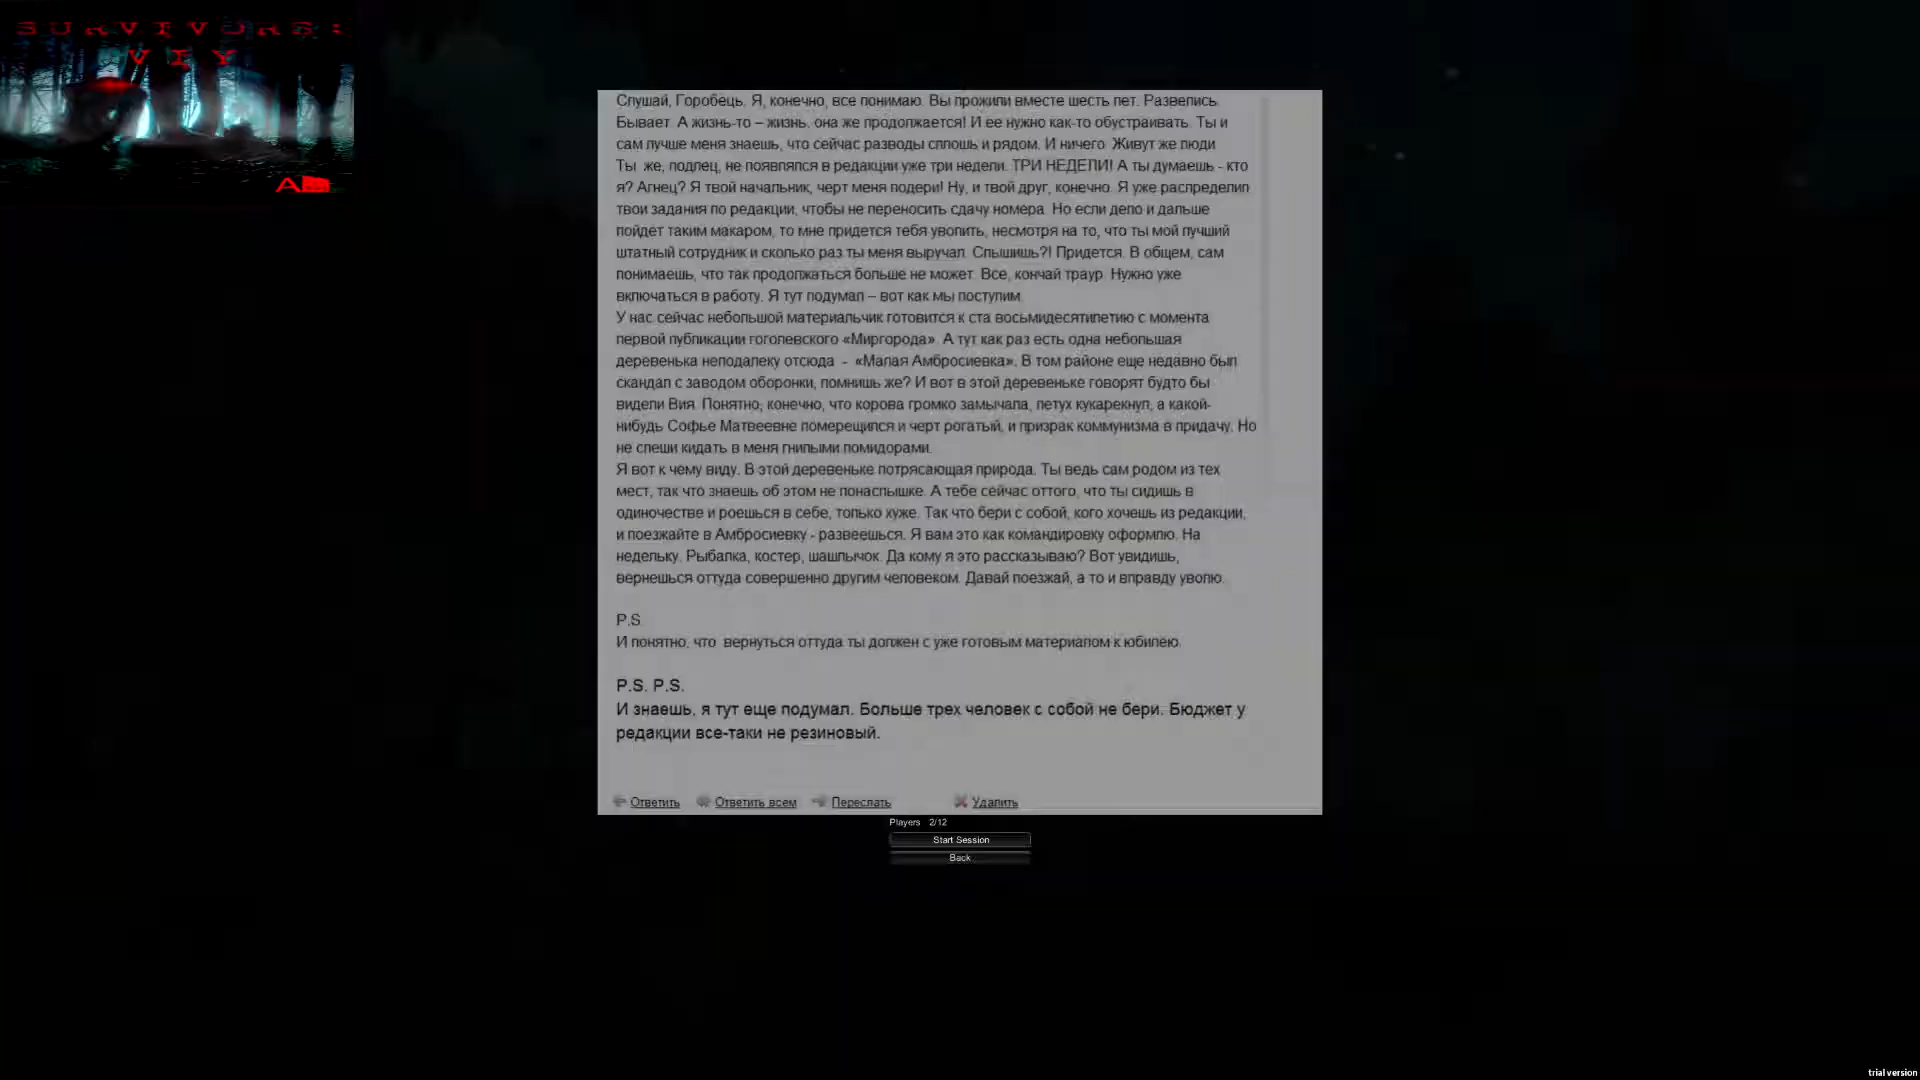 SURVIVORS:
VIY
Слушай, Горобець. Я, конечно, все понимаю. Вы прожили вместе шесть лет. Развелись.
Бывает. А жизнь-то – жизнь, она же продолжается! И ее нужно как-то обустраивать. Ты и
сам лучше меня знаешь, что сейчас разводы сплошь и рядом. И ничего. Живут же люди.
Ты же, подлец, не появлялся в редакции уже три недели. ТРИ НЕДЕЛИ! А ты думаешь - кто
я? Агнец? Я твой начальник, черт меня подери! Ну, и твой друг, конечно. Я уже распределил
твои задания по редакции, чтобы не переносить сдачу номера. Но если дело и дальше
пойдет таким макаром, то мне придется тебя уволить, несмотря на то, что ты мой лучший
штатный сотрудник и сколько раз ты меня выручал. Слышишь?! Придется. В общем, сам
понимаешь, что так продолжаться больше не может. Все, кончай траур. Нужно уже
включаться в работу. Я тут подумал – вот как мы поступим.
У нас сейчас небольшой материальчик готовится к ста восьмидесятилетию с момента
первой публикации гоголевского «Миргорода». А тут как раз есть одна небольшая
деревенька неподалеку отсюда - «Малая Амбросиевка». В том районе еще недавно был
скандал с заводом оборонки, помнишь же? И вот в этой деревеньке говорят будто бы
видели Вия. Понятно, конечно, что корова громко замычала, петух кукарекнул, а какой-
нибудь Софье Матвеевне померещился и черт рогатый, и призрак коммунизма в придачу. Но
не спеши кидать в меня гнилыми помидорами.
Я вот к чему виду. В этой деревеньке потрясающая природа. Ты ведь сам родом из тех
мест, так что знаешь об этом не понаслышке. А тебе сейчас оттого, что ты сидишь в
одиночестве и роешься в себе, только хуже. Так что бери с собой, кого хочешь из редакции,
и поезжайте в Амбросиевку - развеешься. Я вам это как командировку оформлю. На
недельку. Рыбалка, костер, шашлычок. Да кому я это рассказываю? Вот увидишь,
вернешься оттуда совершенно другим человеком. Давай поезжай, а то и вправду уволю.
P.S.
И понятно, что вернуться оттуда ты должен с уже готовым материалом к юбилею.
P.S. P.S.
И знаешь, я тут еще подумал. Больше трех человек с собой не бери. Бюджет у
редакции все-таки не резиновый.
Ответить Ответить всем Переслать Удалить
Players 2/12
Start Session
Back
trial version